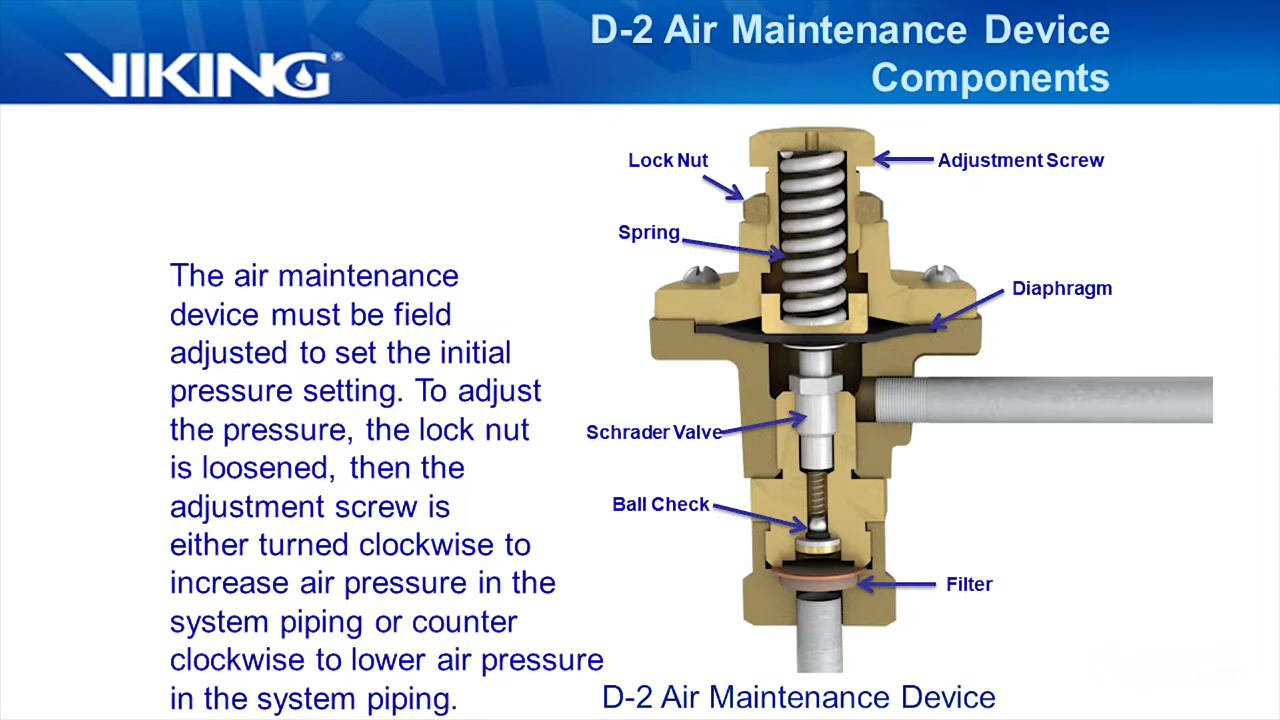 VIKING®
D-2 Air Maintenance Device
Components
Lock Nut
Adjustment Screw
Spring
Diaphragm
Schrader Valve
Ball Check
Filter
The air maintenance
device must be field
adjusted to set the initial
pressure setting. To adjust
the pressure, the lock nut
is loosened, then the
adjustment screw is
either turned clockwise to
increase air pressure in the
system piping or counter
clockwise to lower air pressure
in the system piping.
D-2 Air Maintenance Device